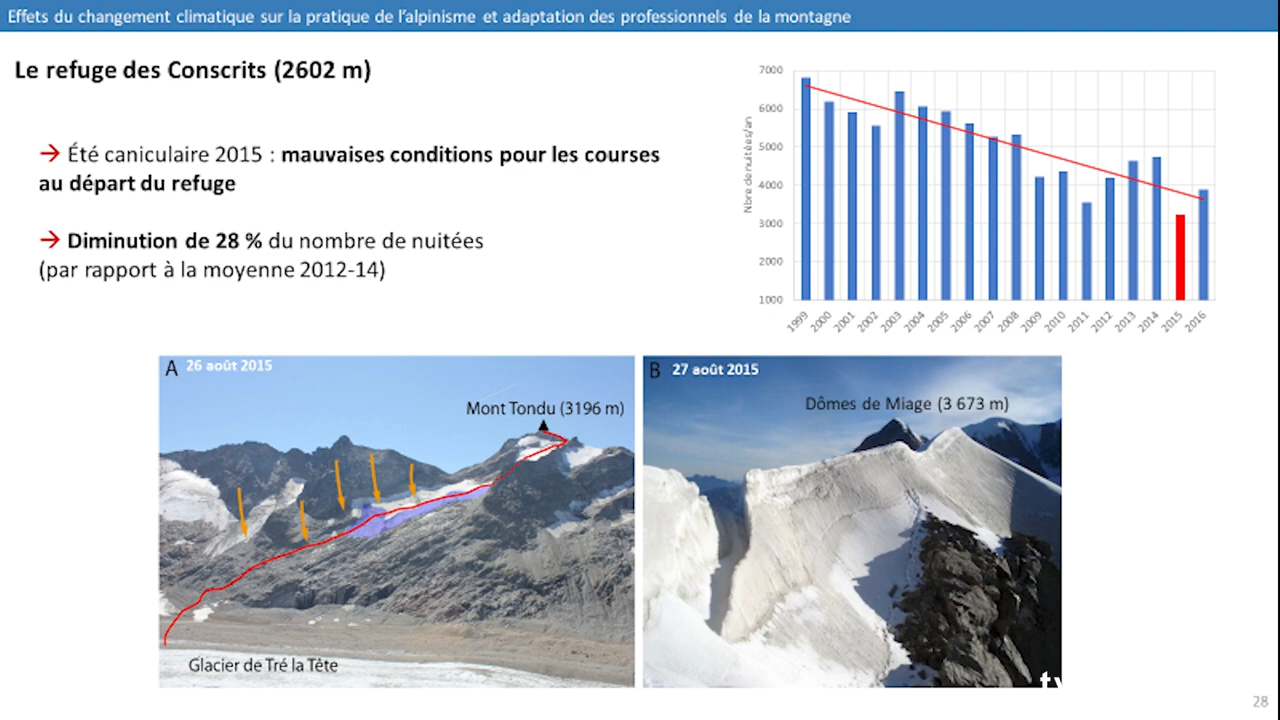 Effets du changement climatique sur la pratique de l'alpinisme et adaptation des professionnels de la montagne
Le refuge des Conscrits (2602 m)
→ Été caniculaire 2015 : mauvaises conditions pour les courses
au départ du refuge
→ Diminution de 28 % du nombre de nuitées
(par rapport à la moyenne 2012-14)
Nbre de nuitées/an
7000
6000
5000
4000
3000
2000
1000
1999
2000
2001
2002
2003
2004
2005
2006
2007
2008
2009
2010
2011
2012
2013
2014
2015
2016
A 26 août 2015
Mont Tondu (3196 m)
Glacier de Tré la Tête
B 27 août 2015
Dômes de Miage (3 673 m)
28